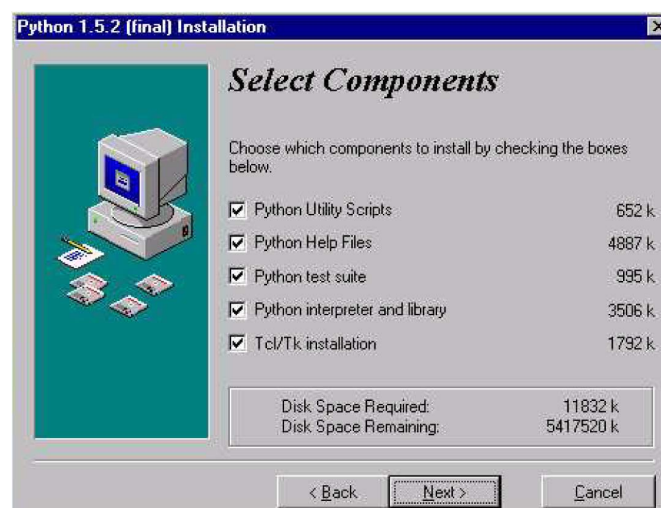 Python 1.5.2 (final) Installation
Select Components
Choose which components to install by checking the boxes
below.
Python Utility Scripts 652 k
Python Help Files 4887 k
Python test suite 995 k
Python interpreter and library 3506 k
Tcl/Tk installation 1792 k
Disk Space Required: 11832 k
Disk Space Remaining: 5417520 k
< Back Next > Cancel